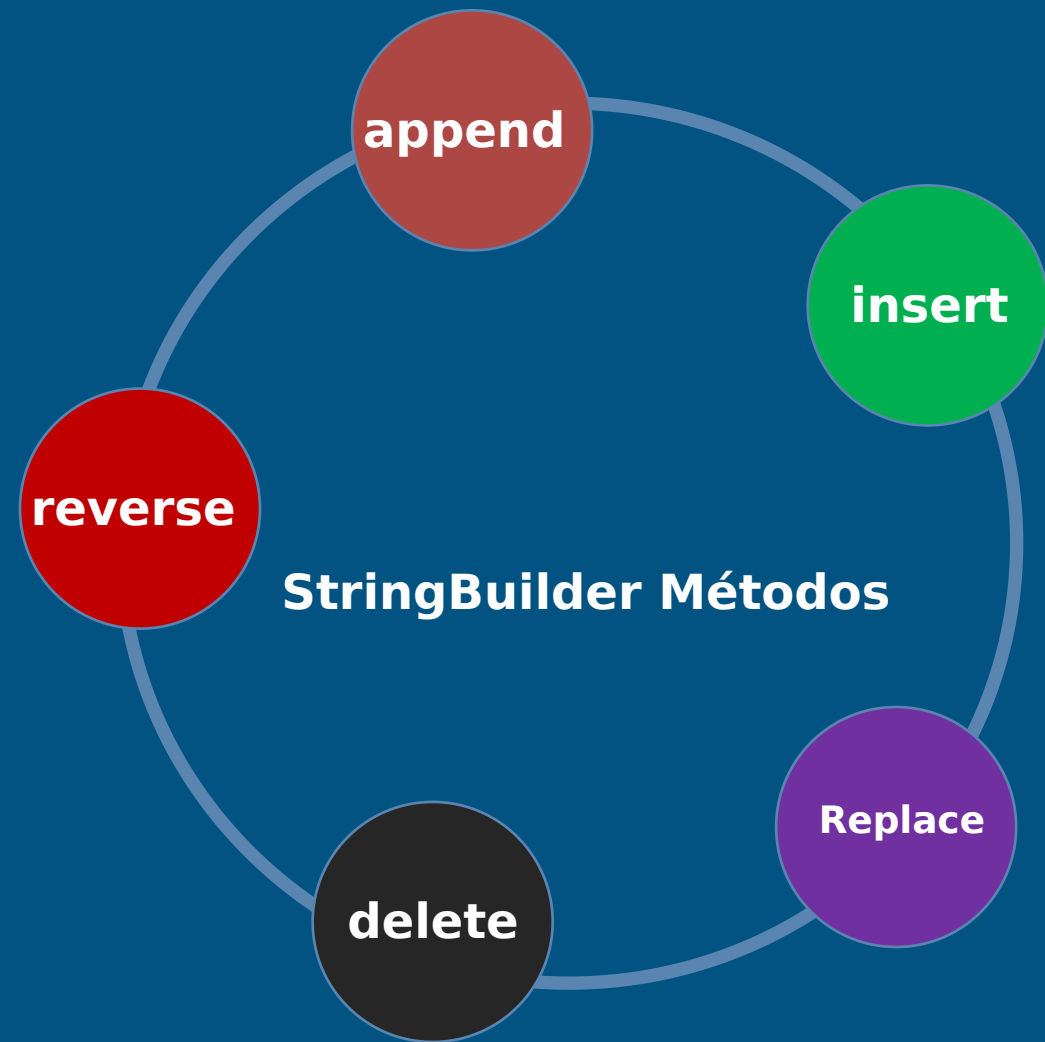 append
insert
reverse
StringBuilder Métodos
Replace
delete